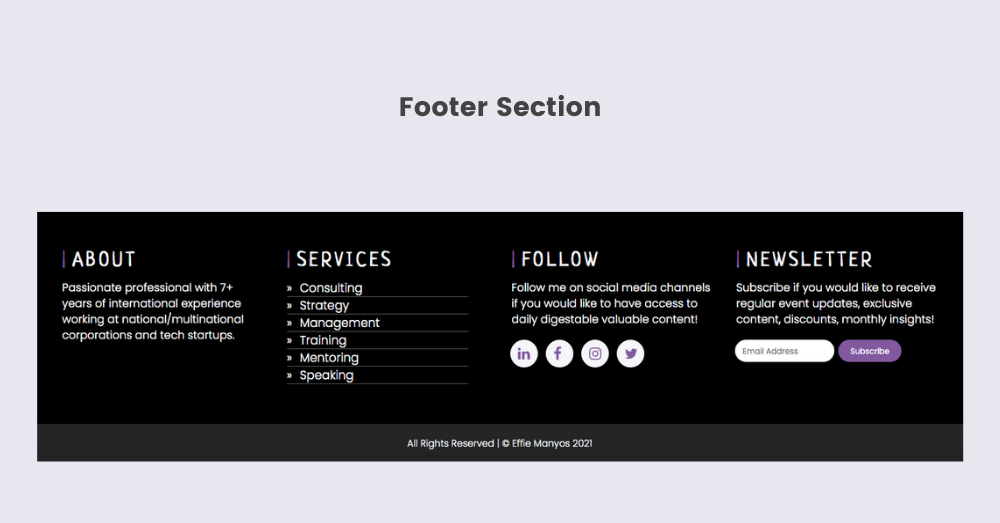 Footer Section
ABOUT
Passionate professional with 7+
years of international experience
working at national/multinational
corporations and tech startups.
SERVICES
» Consulting
» Strategy
» Management
» Training
» Mentoring
» Speaking
FOLLOW
Follow me on social media channels
if you would like to have access to
daily digestable valuable content!
in f
NEWSLETTER
Subscribe if you would like to receive
regular event updates, exclusive
content, discounts, monthly insights!
Email Address Subscribe
All Rights Reserved | © Effie Manyos 2021